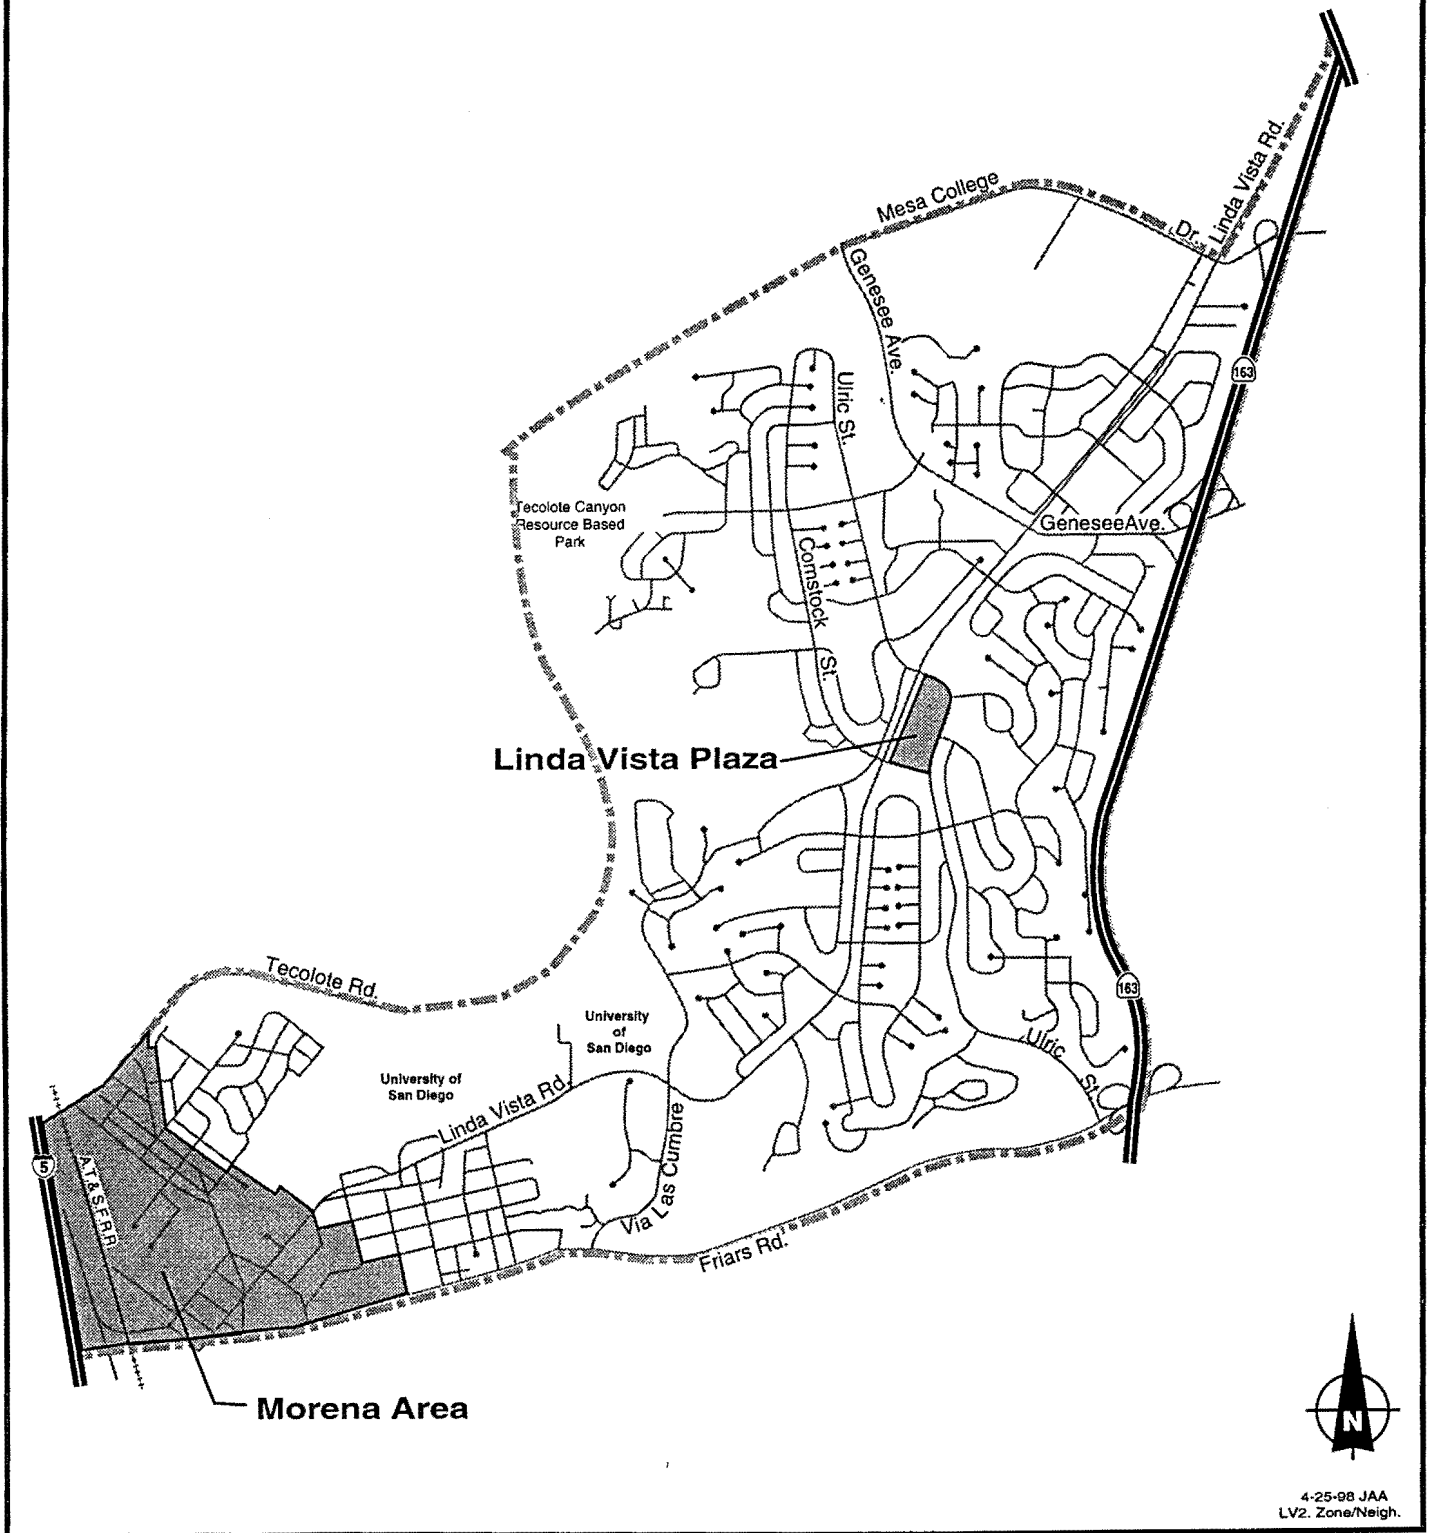 Linda Vista Rd.
Mesa College
Dr.
Genesee Ave.
163
Ulric St.
Tecolote Canyon
Resource Based
Park
GeneseeAve.
Comstock
St.
Linda Vista Plaza
Tecolote Rd.
163
University
of
San Diego
Ulric
St.
University of
San Diego
Linda Vista Rd.
Via Las Cumbre
5
A.T.& S.F.R.R.
Friars Rd.
Morena Area
N
4-25-98 JAA
LV2. Zone/Neigh.